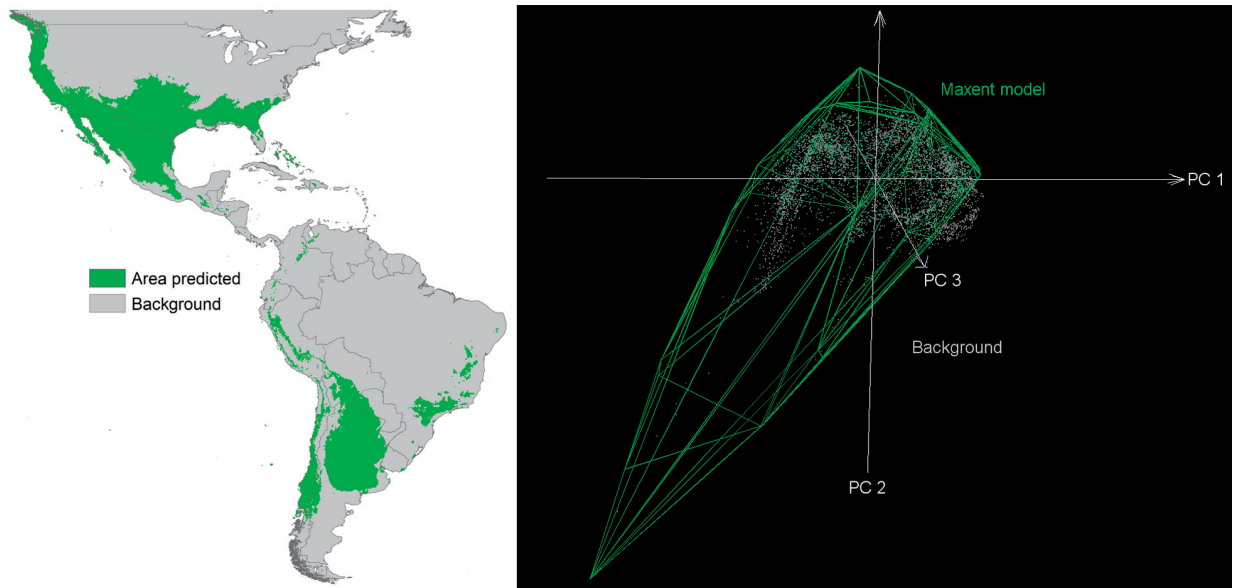 Area predicted
Background
Maxent model
PC 1
PC 3
Background
PC 2